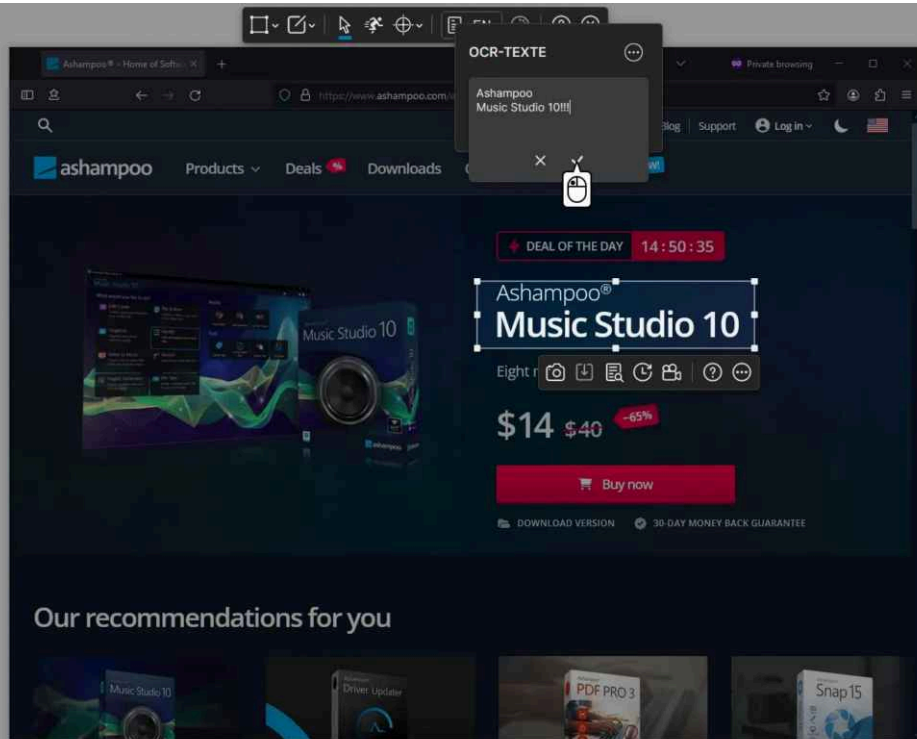 EN
OCR-TEXTE
Ashampoo
Music Studio 10!!!
Ashampoo® - Home of Softw
Private browsing
https://www.ashampoo.com/
Blog Support Log in
ashampoo Products Deals % Downloads
DEAL OF THE DAY 14:50:35
Ashampoo®
Music Studio 10
Eight
$14 $40 -65%
Buy now
DOWNLOAD VERSION 30-DAY MONEY BACK GUARANTEE
Music Studio 10
Our recommendations for you
Music Studio 10
Driver Updater
PDF PRO 3
Snap 15